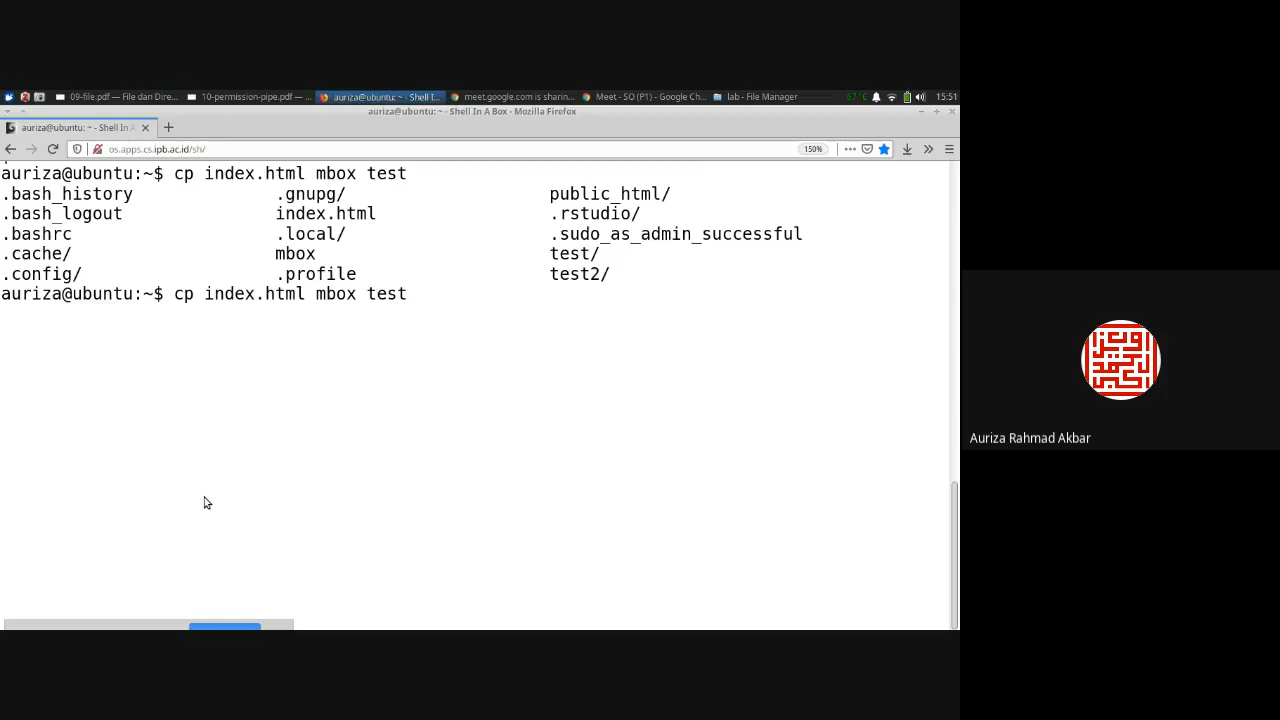 09-file.pdf — File dan Dire...
10-permission-pipe.pdf — ...
auriza@ubuntu: ~ - Shell I...
meet.google.com is sharin...
Meet - SO (P1) - Google Ch...
lab - File Manager
67°C
15:51
auriza@ubuntu: ~ - Shell In A Box - Mozilla Firefox
auriza@ubuntu: ~ - Shell In A
os.apps.cs.ipb.ac.id/sh/
150%
auriza@ubuntu:~$ cp index.html mbox test
.bash_history .gnupg/ public_html/
.bash_logout index.html .rstudio/
.bashrc .local/ .sudo_as_admin_successful
.cache/ mbox test/
.config/ .profile test2/
auriza@ubuntu:~$ cp index.html mbox test
Auriza Rahmad Akbar